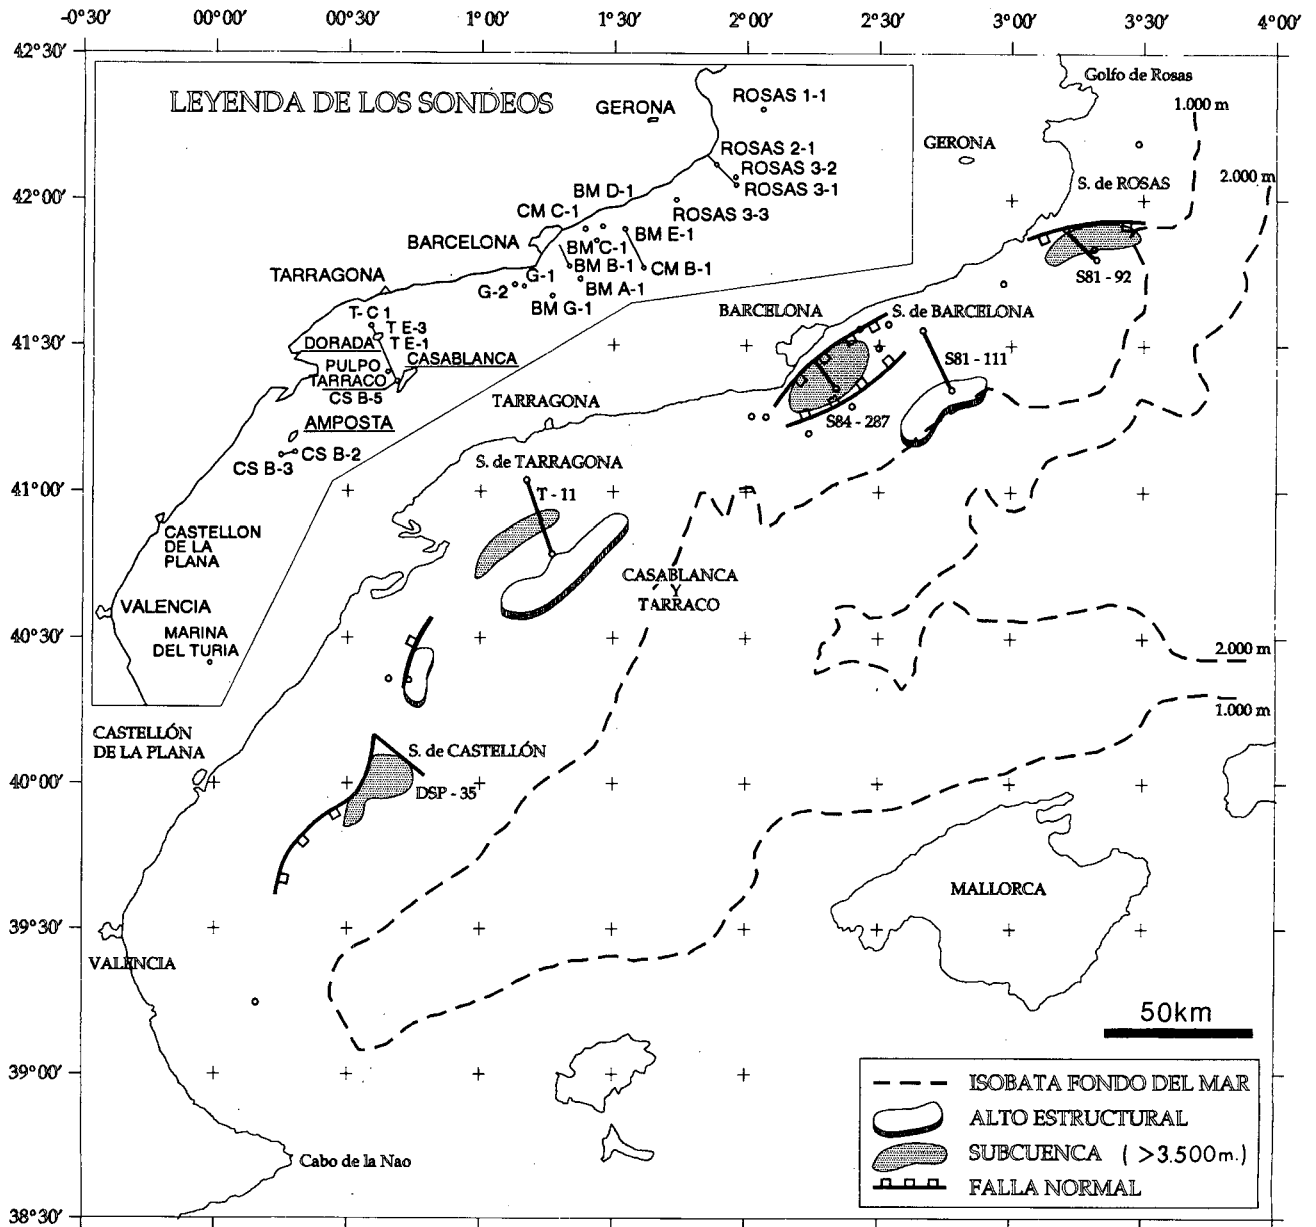 -0°30' 00°00' 00°30' 1°00' 1°30' 2°00' 2°30' 3°00' 3°30' 4°00'
42°30'
42°00'
41°30'
41°00'
40°30'
40°00'
39°30'
39°00'
38°30'
LEYENDA DE LOS SONDEOS
GERONA
ROSAS 1-1
ROSAS 2-1
ROSAS 3-2
ROSAS 3-1
ROSAS 3-3
BM D-1
CM C-1
BARCELONA
BM E-1
BM C-1
BM B-1
CM B-1
BM A-1
G-1
G-2
BM G-1
TARRAGONA
T-C 1
T E-3
DORADA
T E-1
CASABLANCA
PULPO
TARRACO
CS B-5
AMPOSTA
CS B-3
CS B-2
CASTELLON
DE LA
PLANA
VALENCIA
MARINA
DEL TURIA
Golfo de Rosas
1.000 m
GERONA
2.000 m
S. de ROSAS
S81 - 92
BARCELONA
S. de BARCELONA
S81 - 111
S84 - 287
TARRAGONA
S. de TARRAGONA
T - 11
CASABLANCA
Y
TARRACO
2.000 m
1.000 m
CASTELLÓN
DE LA PLANA
S. de CASTELLÓN
DSP - 35
MALLORCA
VALENCIA
50km
Cabo de la Nao
ISOBATA FONDO DEL MAR
ALTO ESTRUCTURAL
SUBCUENCA ( >3.500m.)
FALLA NORMAL